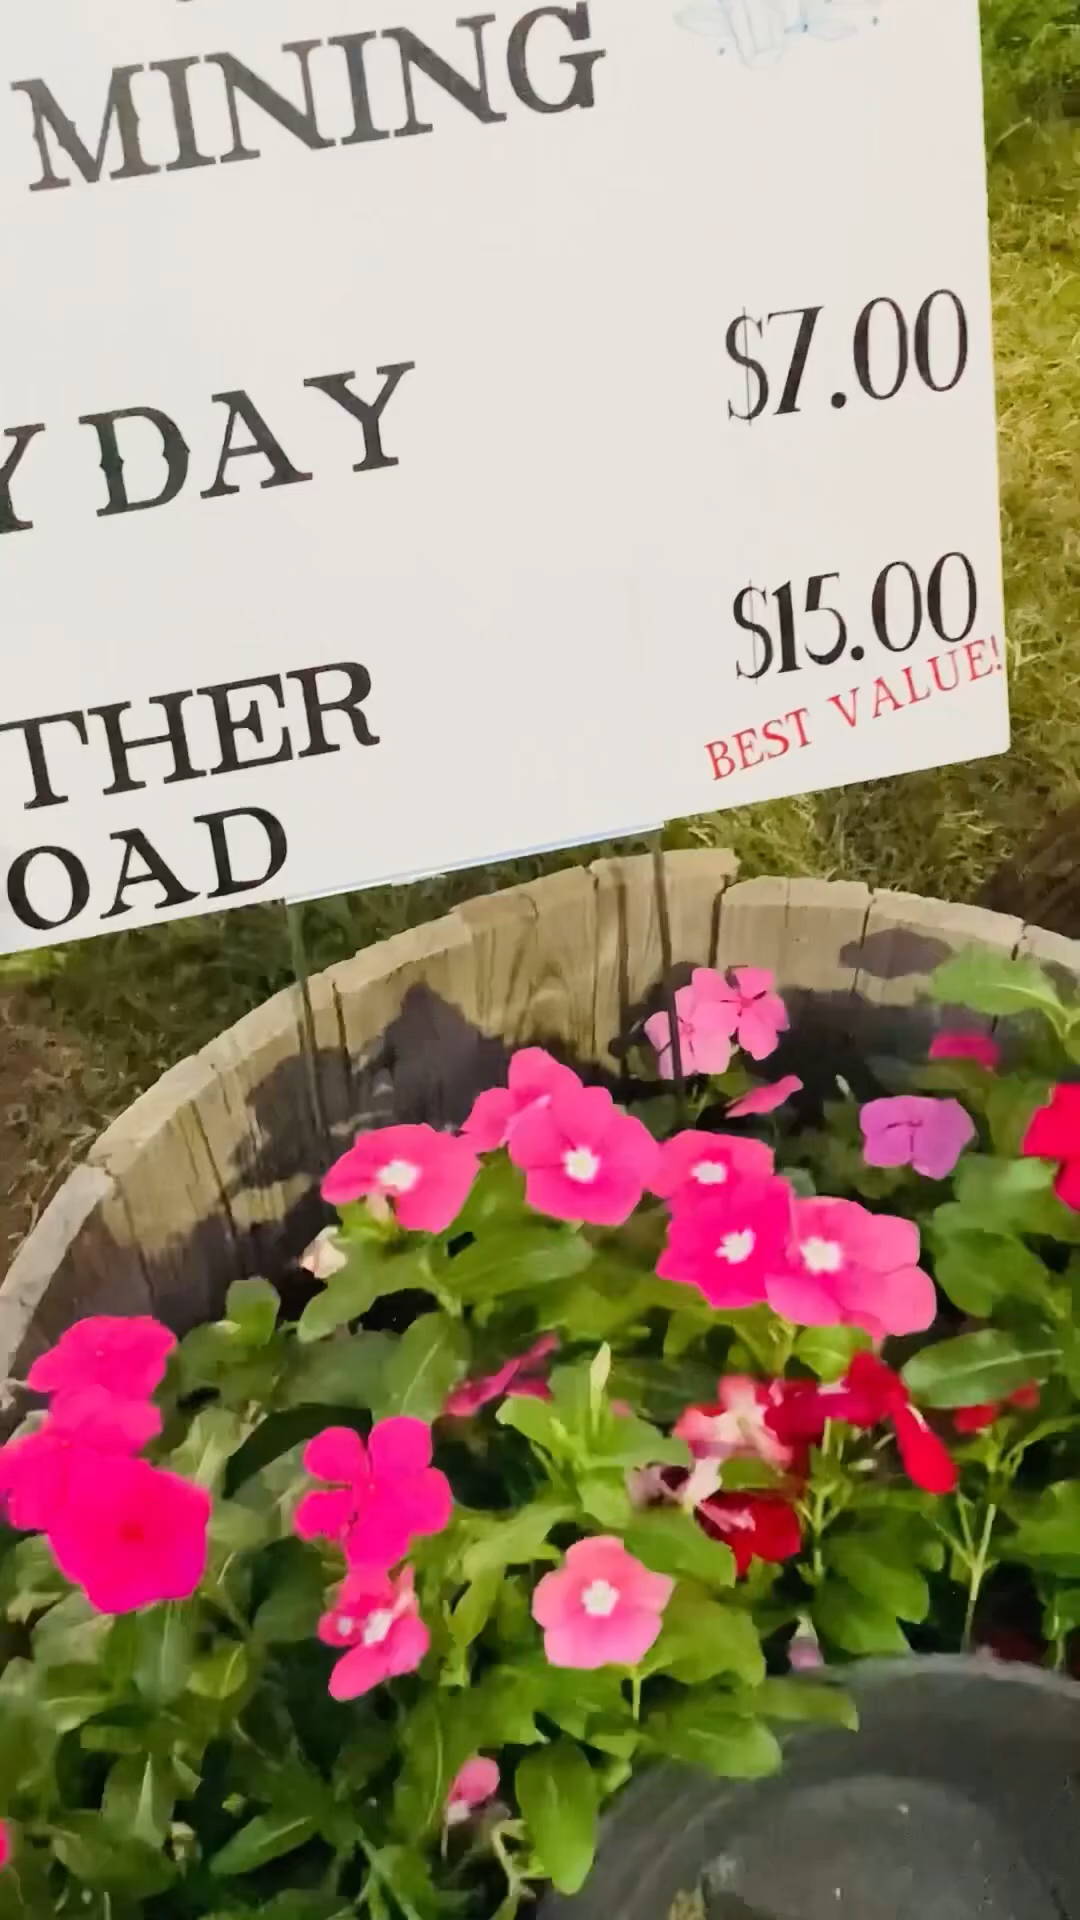 MINING
Y DAY
$7.00
$15.00
BEST VALUE!
THER
OAD